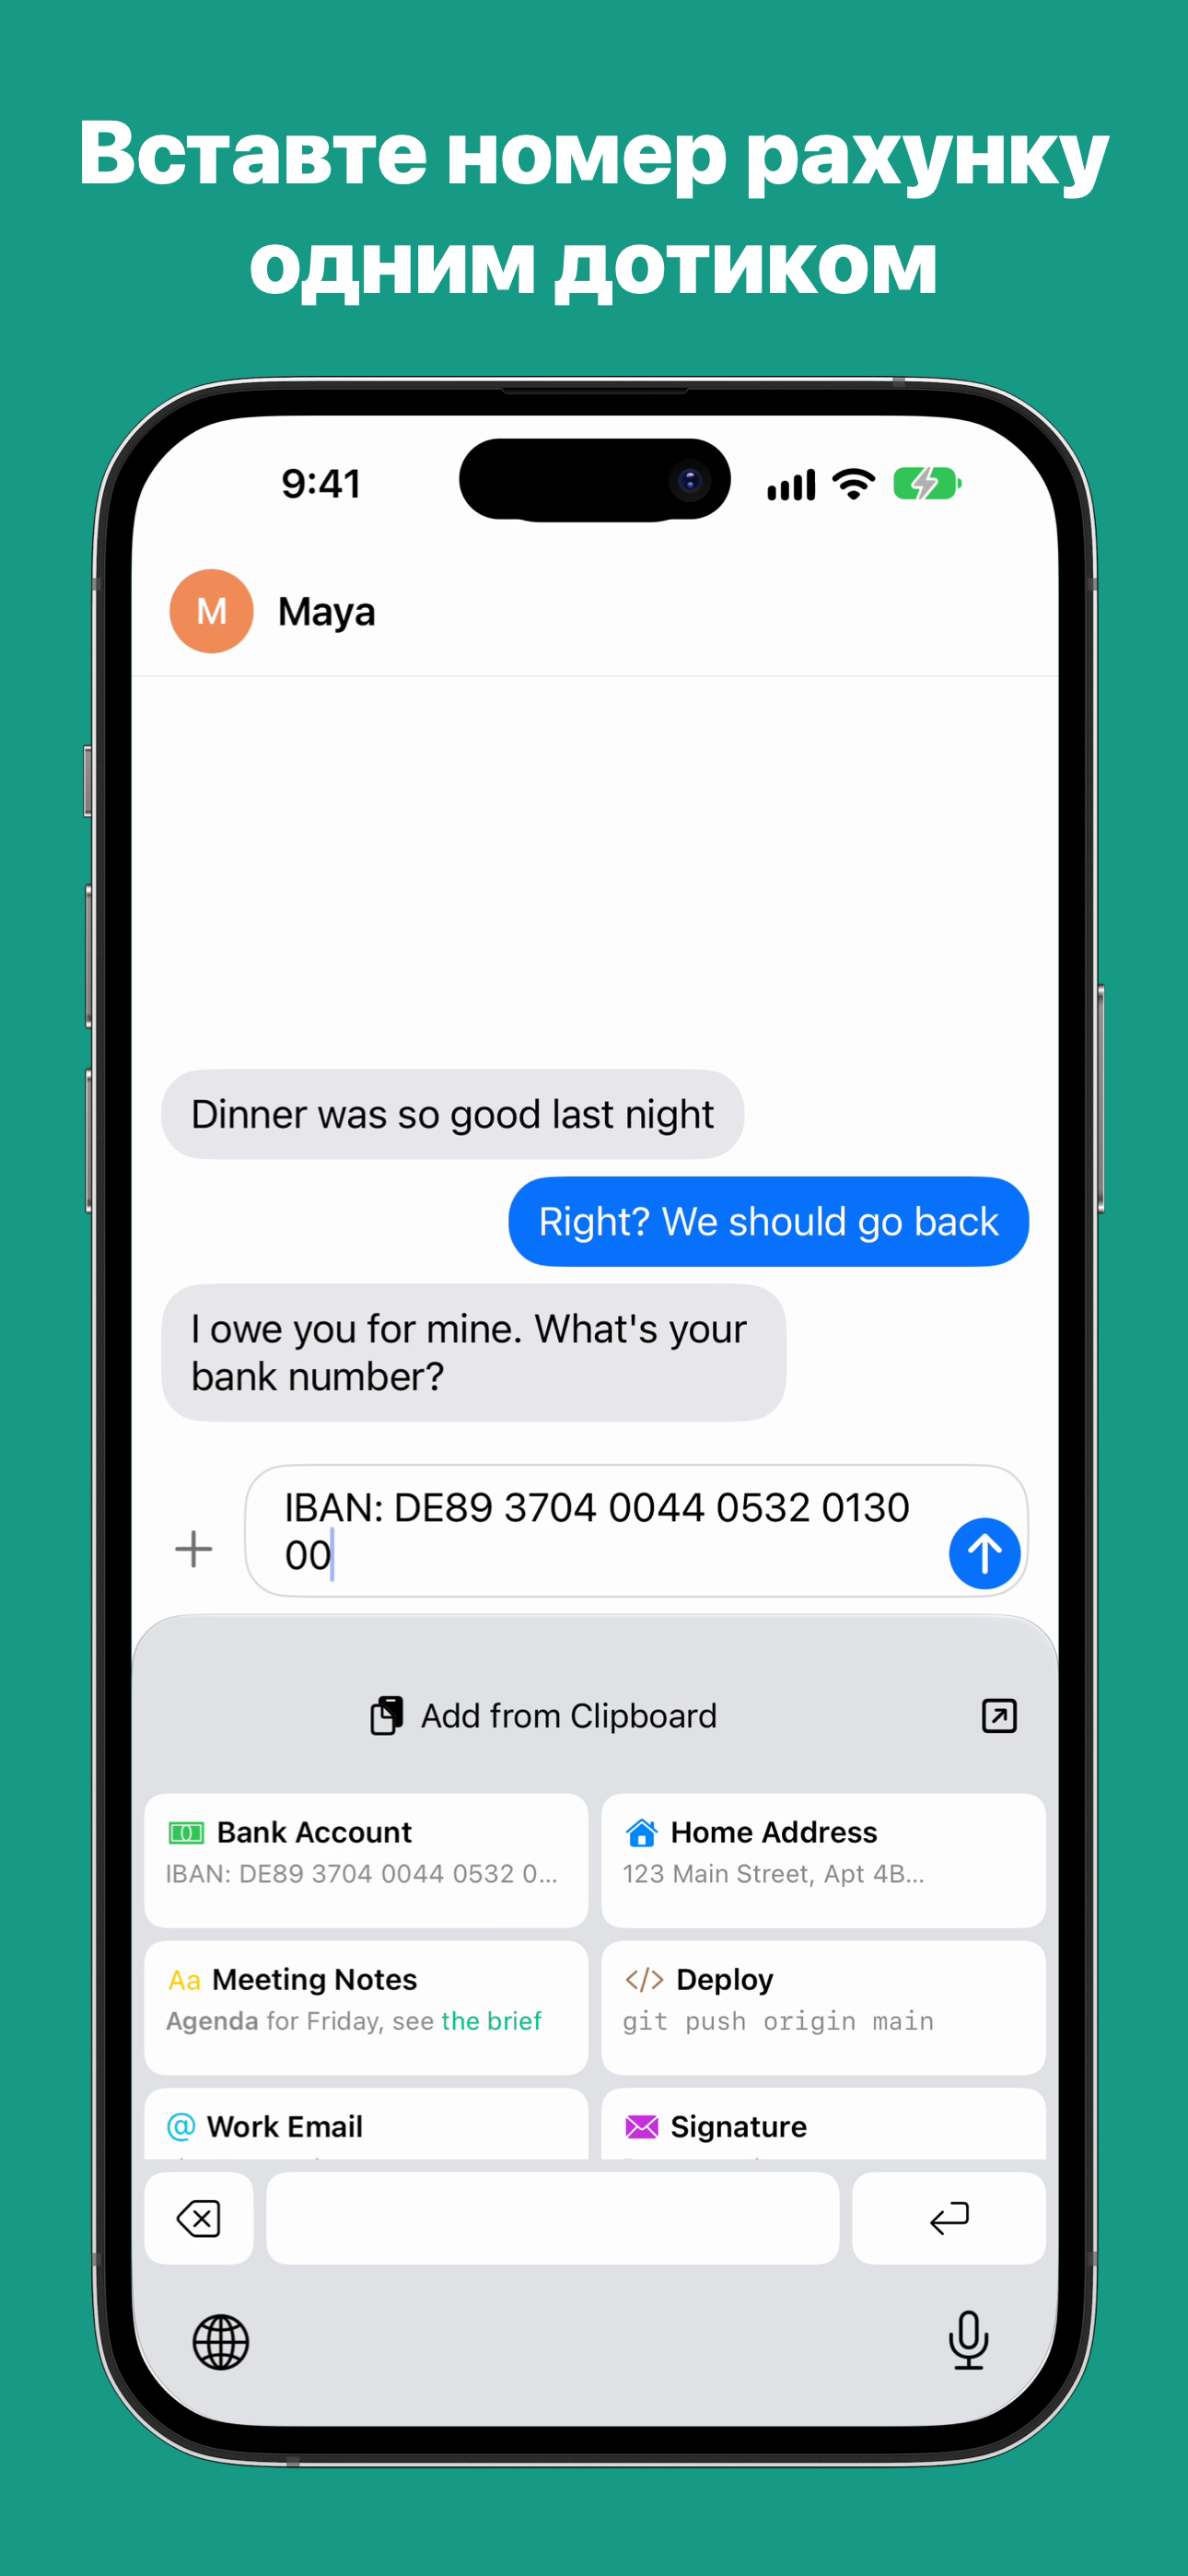 Вставте номер рахунку
одним дотиком
9:41
M
Maya
Dinner was so good last night
Right? We should go back
I owe you for mine. What's your
bank number?
IBAN: DE89 3704 0044 0532 0130
00
Add from Clipboard
Bank Account
IBAN: DE89 3704 0044 0532 0...
Home Address
123 Main Street, Apt 4B...
Aa Meeting Notes
Agenda for Friday, see the brief
</> Deploy
git push origin main
@ Work Email
Signature